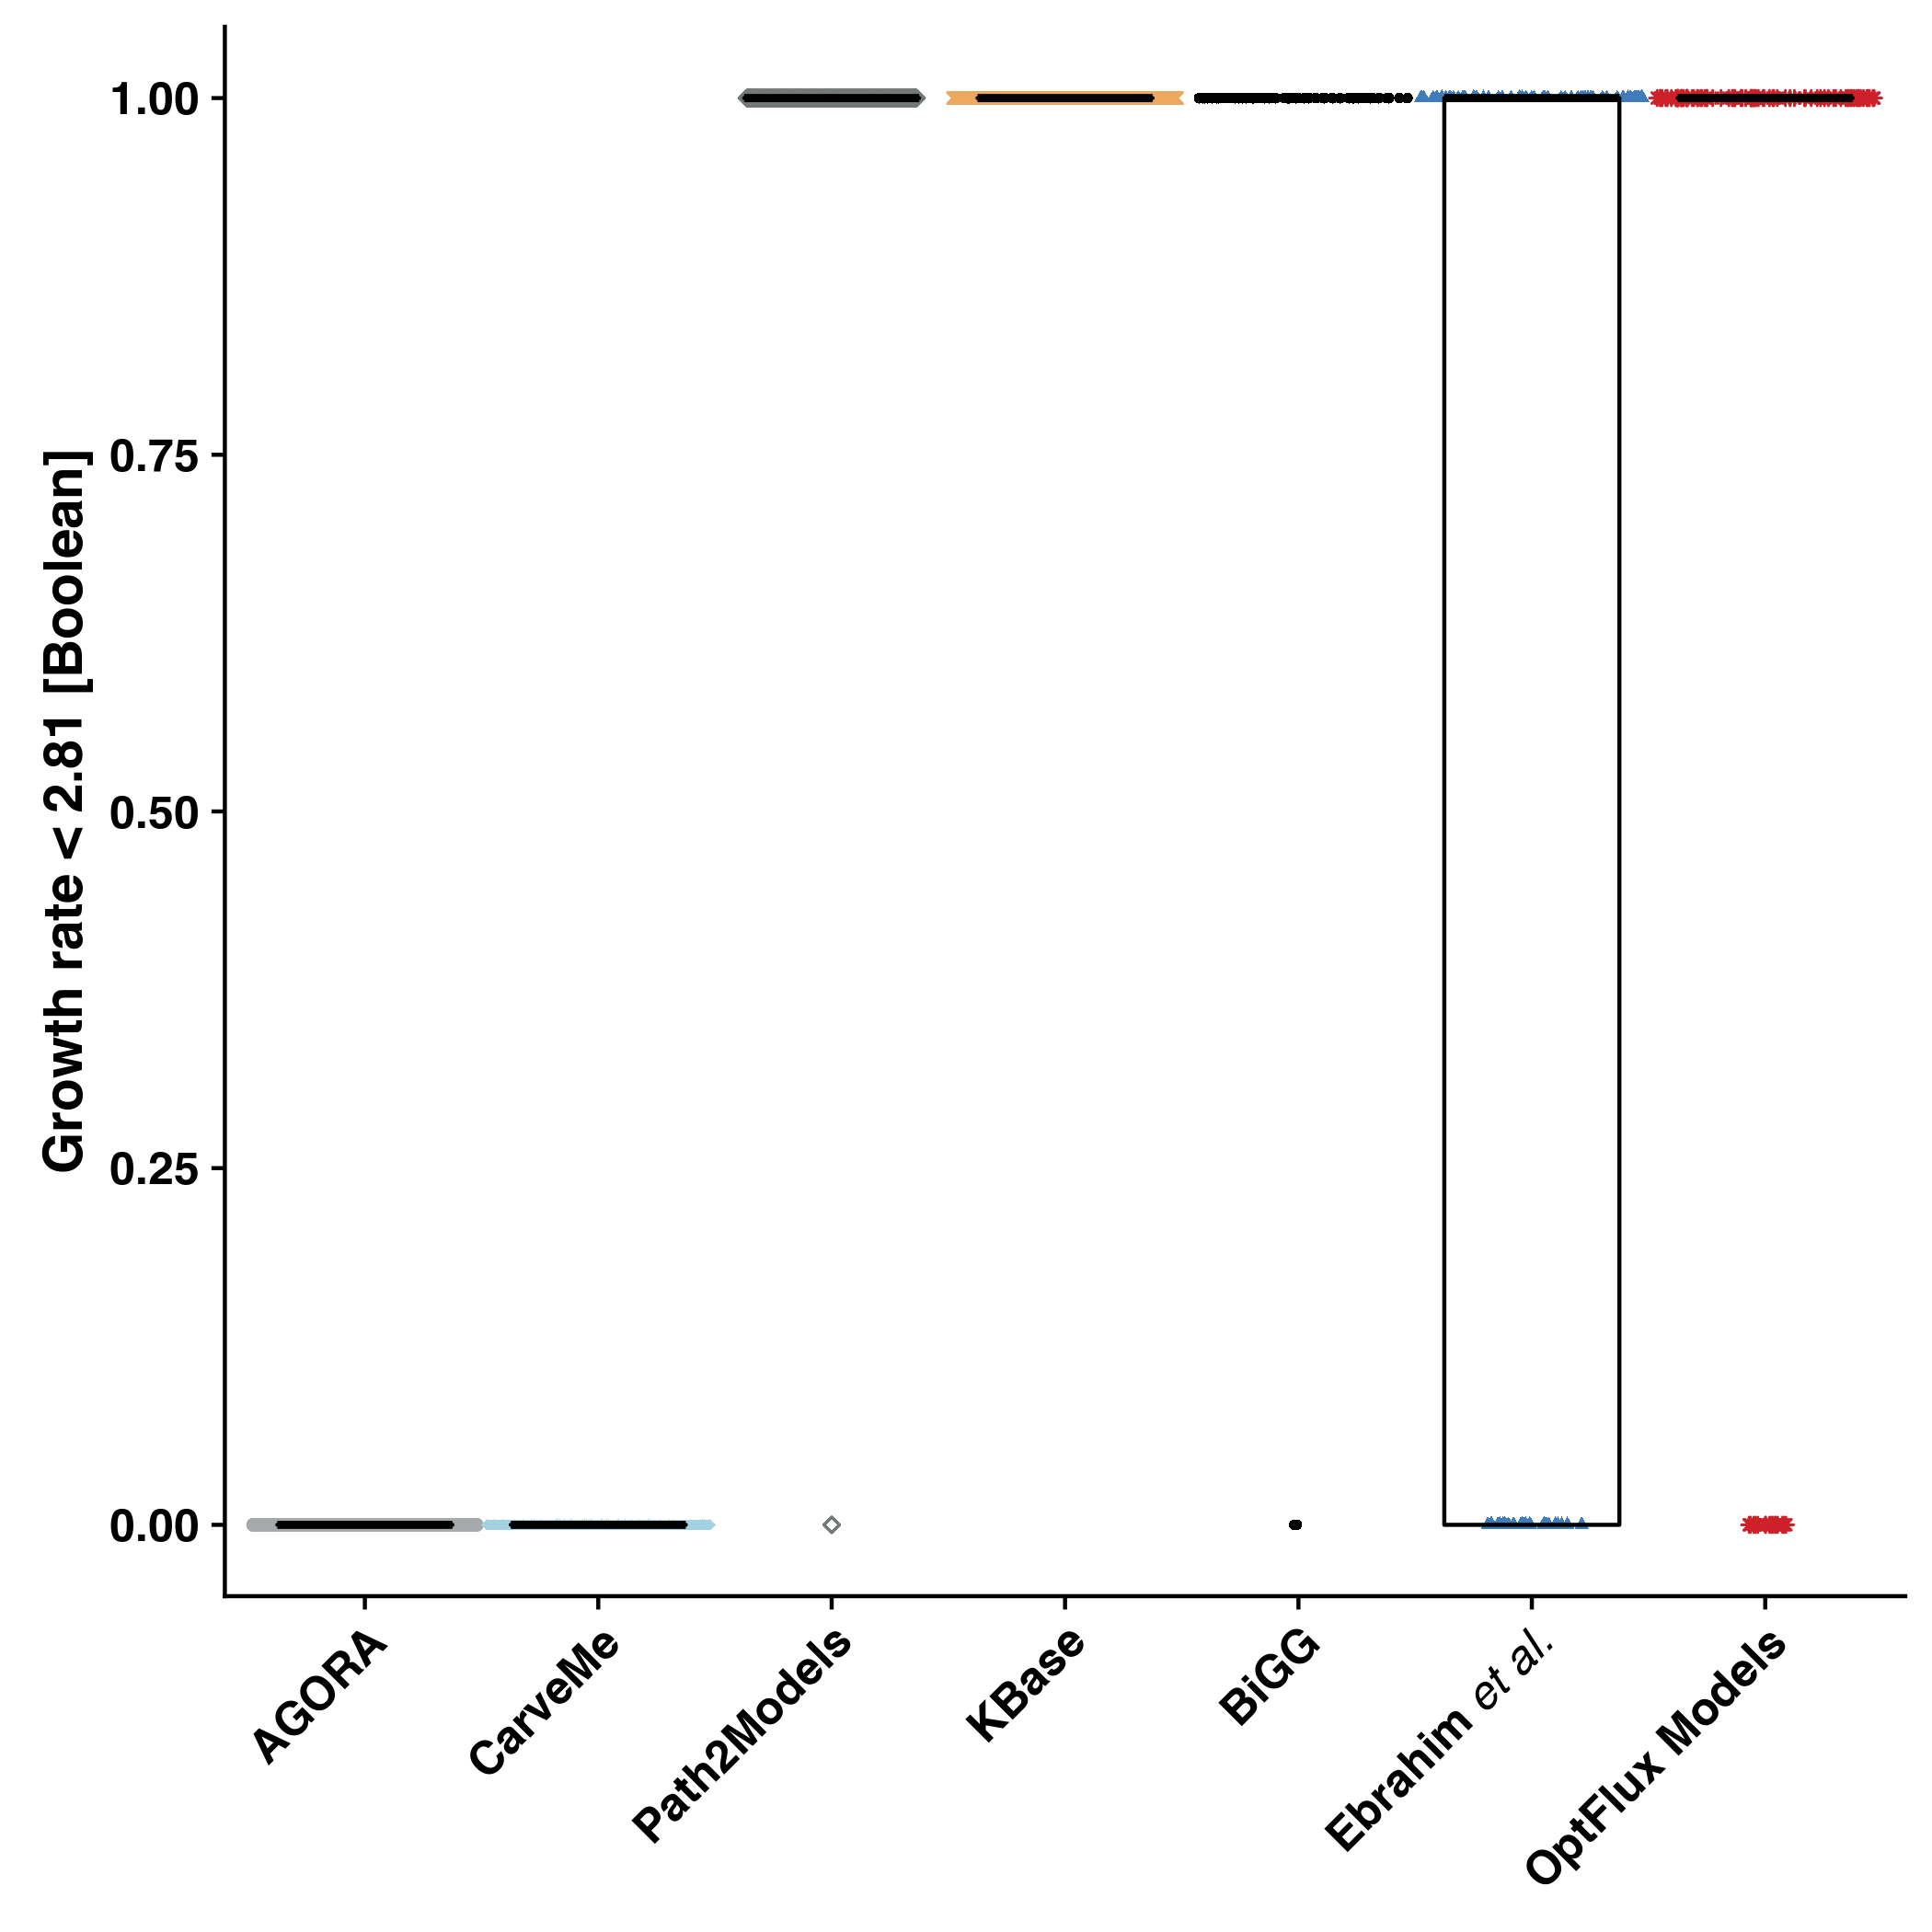 Growth rate < 2.81 [Boolean]
1.00
0.75
0.50
0.25
0.00
AGORA
CarveMe
Path2Models
KBase
BiGG
Ebrahim et al.
OptFlux Models